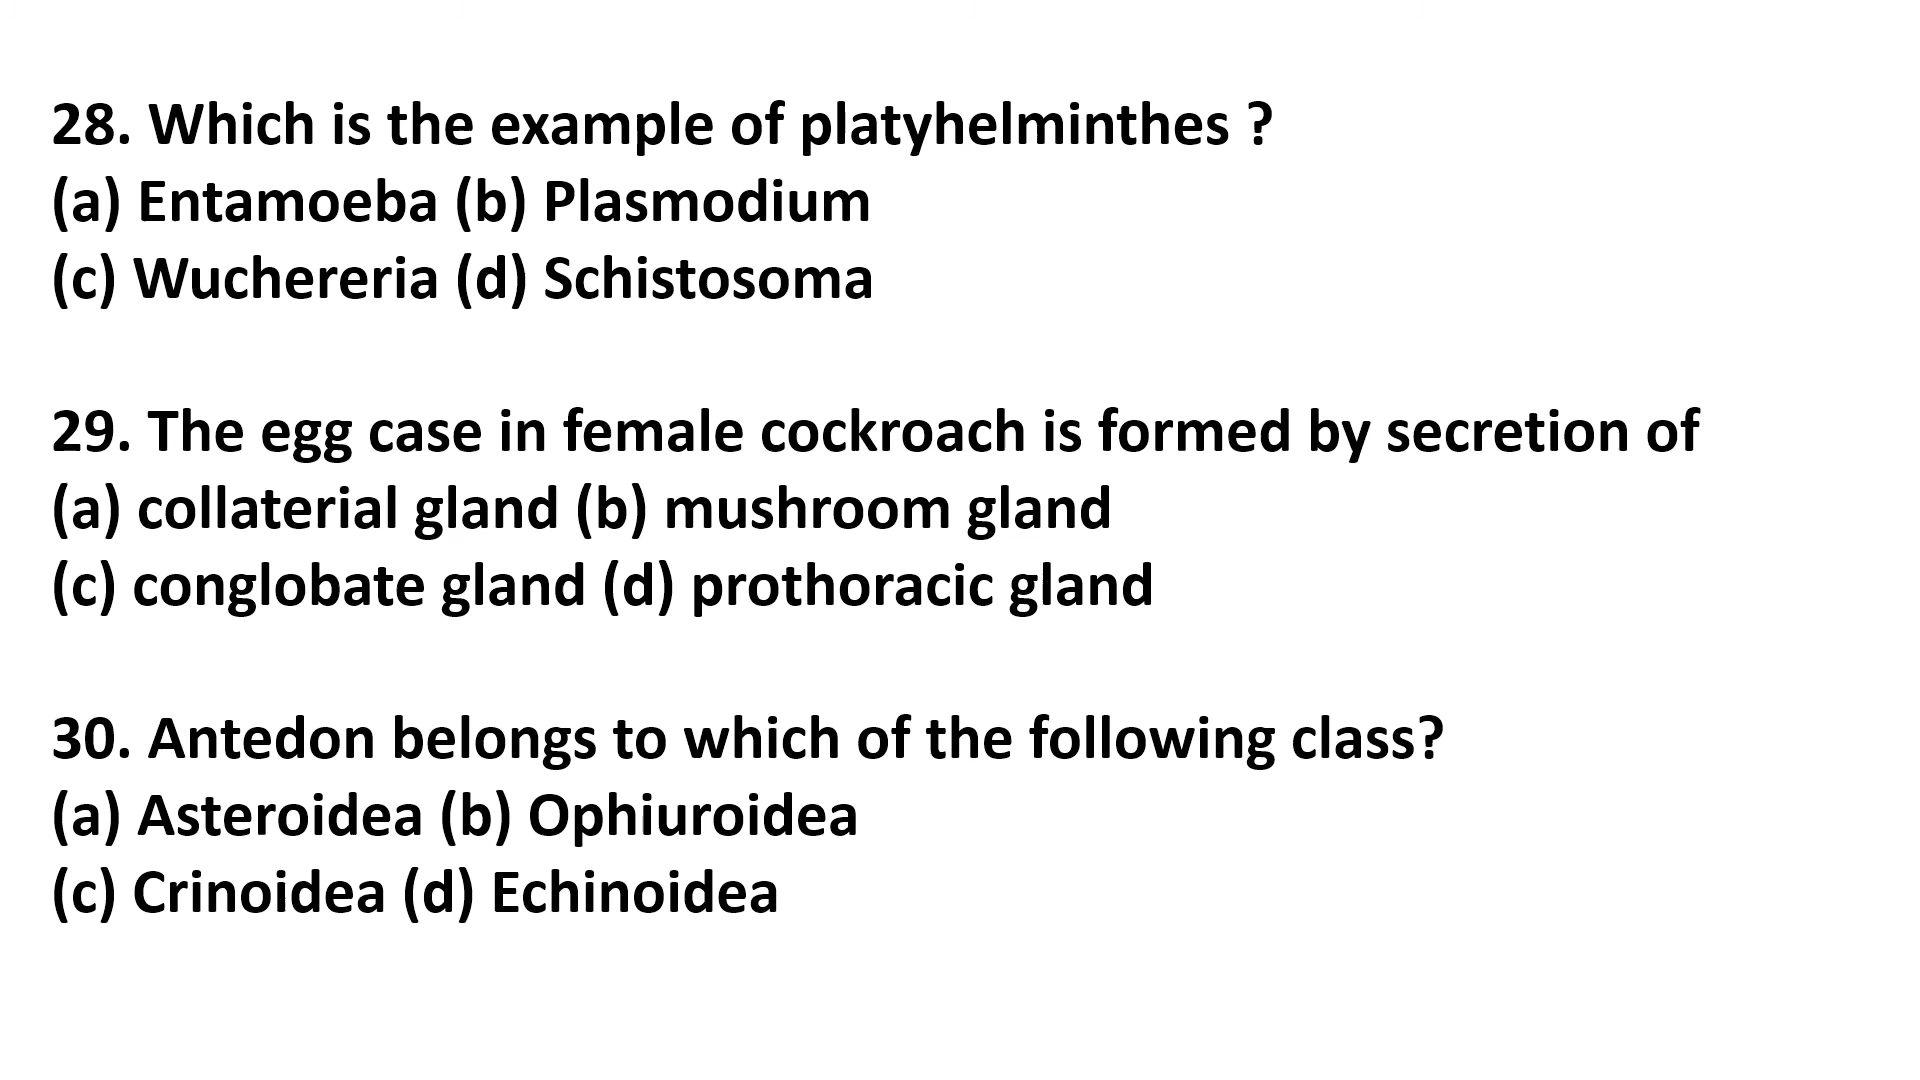 28. Which is the example of platyhelminthes ?
(a) Entamoeba (b) Plasmodium
(c) Wuchereria (d) Schistosoma
29. The egg case in female cockroach is formed by secretion of
(a) collaterial gland (b) mushroom gland
(c) conglobate gland (d) prothoracic gland
30. Antedon belongs to which of the following class?
(a) Asteroidea (b) Ophiuroidea
(c) Crinoidea (d) Echinoidea